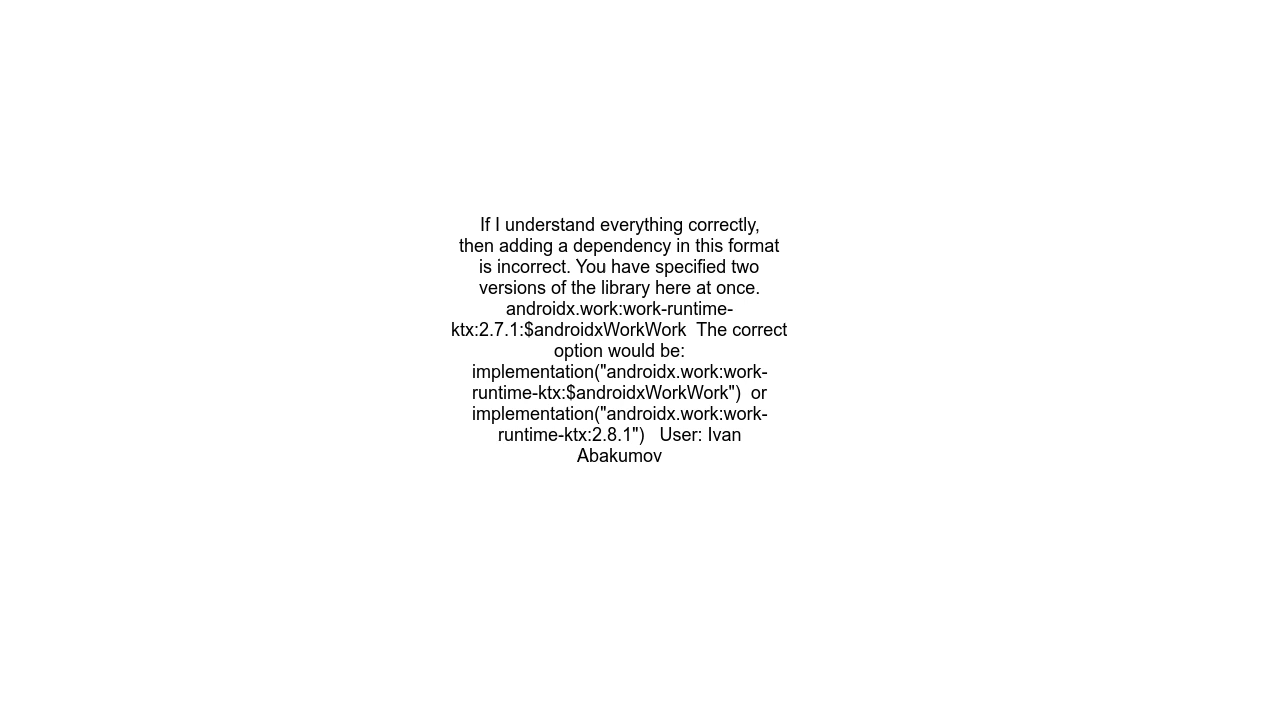 If I understand everything correctly,
then adding a dependency in this format
is incorrect. You have specified two
versions of the library here at once.
androidx.work:work-runtime-
ktx:2.7.1:$androidxWorkWork  The correct
option would be:
implementation("androidx.work:work-
runtime-ktx:$androidxWorkWork")  or
implementation("androidx.work:work-
runtime-ktx:2.8.1")   User: Ivan
Abakumov